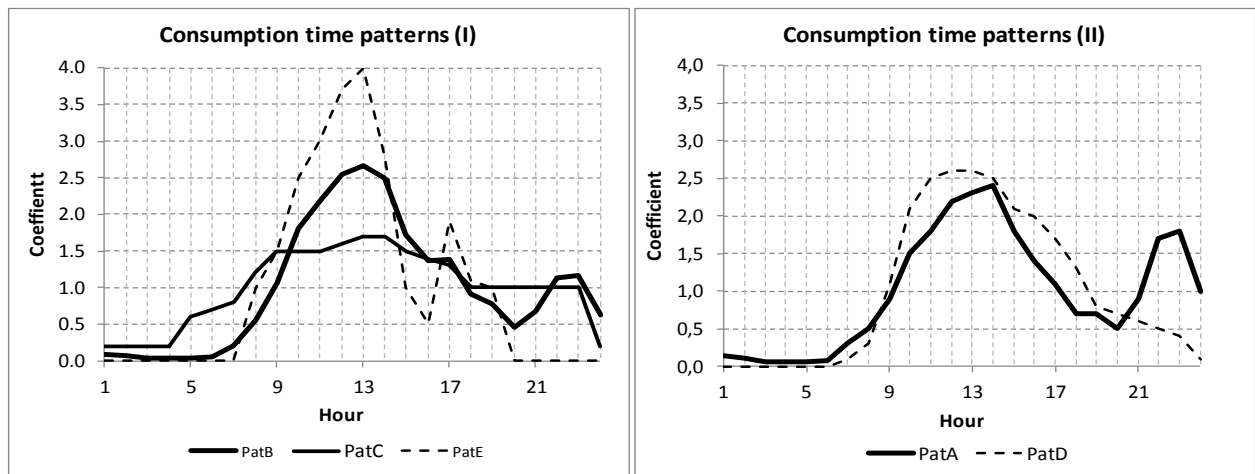 Consumption time patterns (I)
4.0
3.5
3.0
2.5
2.0
1.5
1.0
0.5
0.0
Coeffientt
1 5 9 13 17 21
Hour
PatB PatC PatE
Consumption time patterns (II)
4,0
3,5
3,0
2,5
2,0
1,5
1,0
0,5
0,0
Coefficient
1 5 9 13 17 21
Hour
PatA PatD